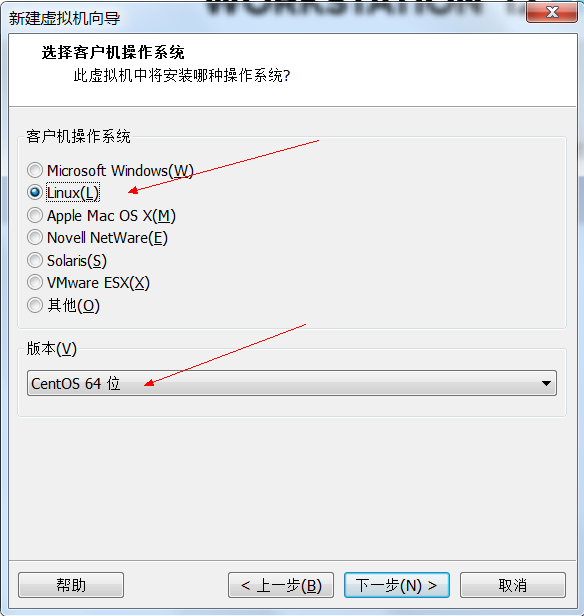 WORKSTATION
新建虚拟机向导
选择客户机操作系统
此虚拟机中将安装哪种操作系统?
客户机操作系统
Microsoft Windows(W)
Linux(L)
Apple Mac OS X(M)
Novell NetWare(E)
Solaris(S)
VMware ESX(X)
其他(O)
版本(V)
CentOS 64 位
帮助
< 上一步(B)
下一步(N) >
取消